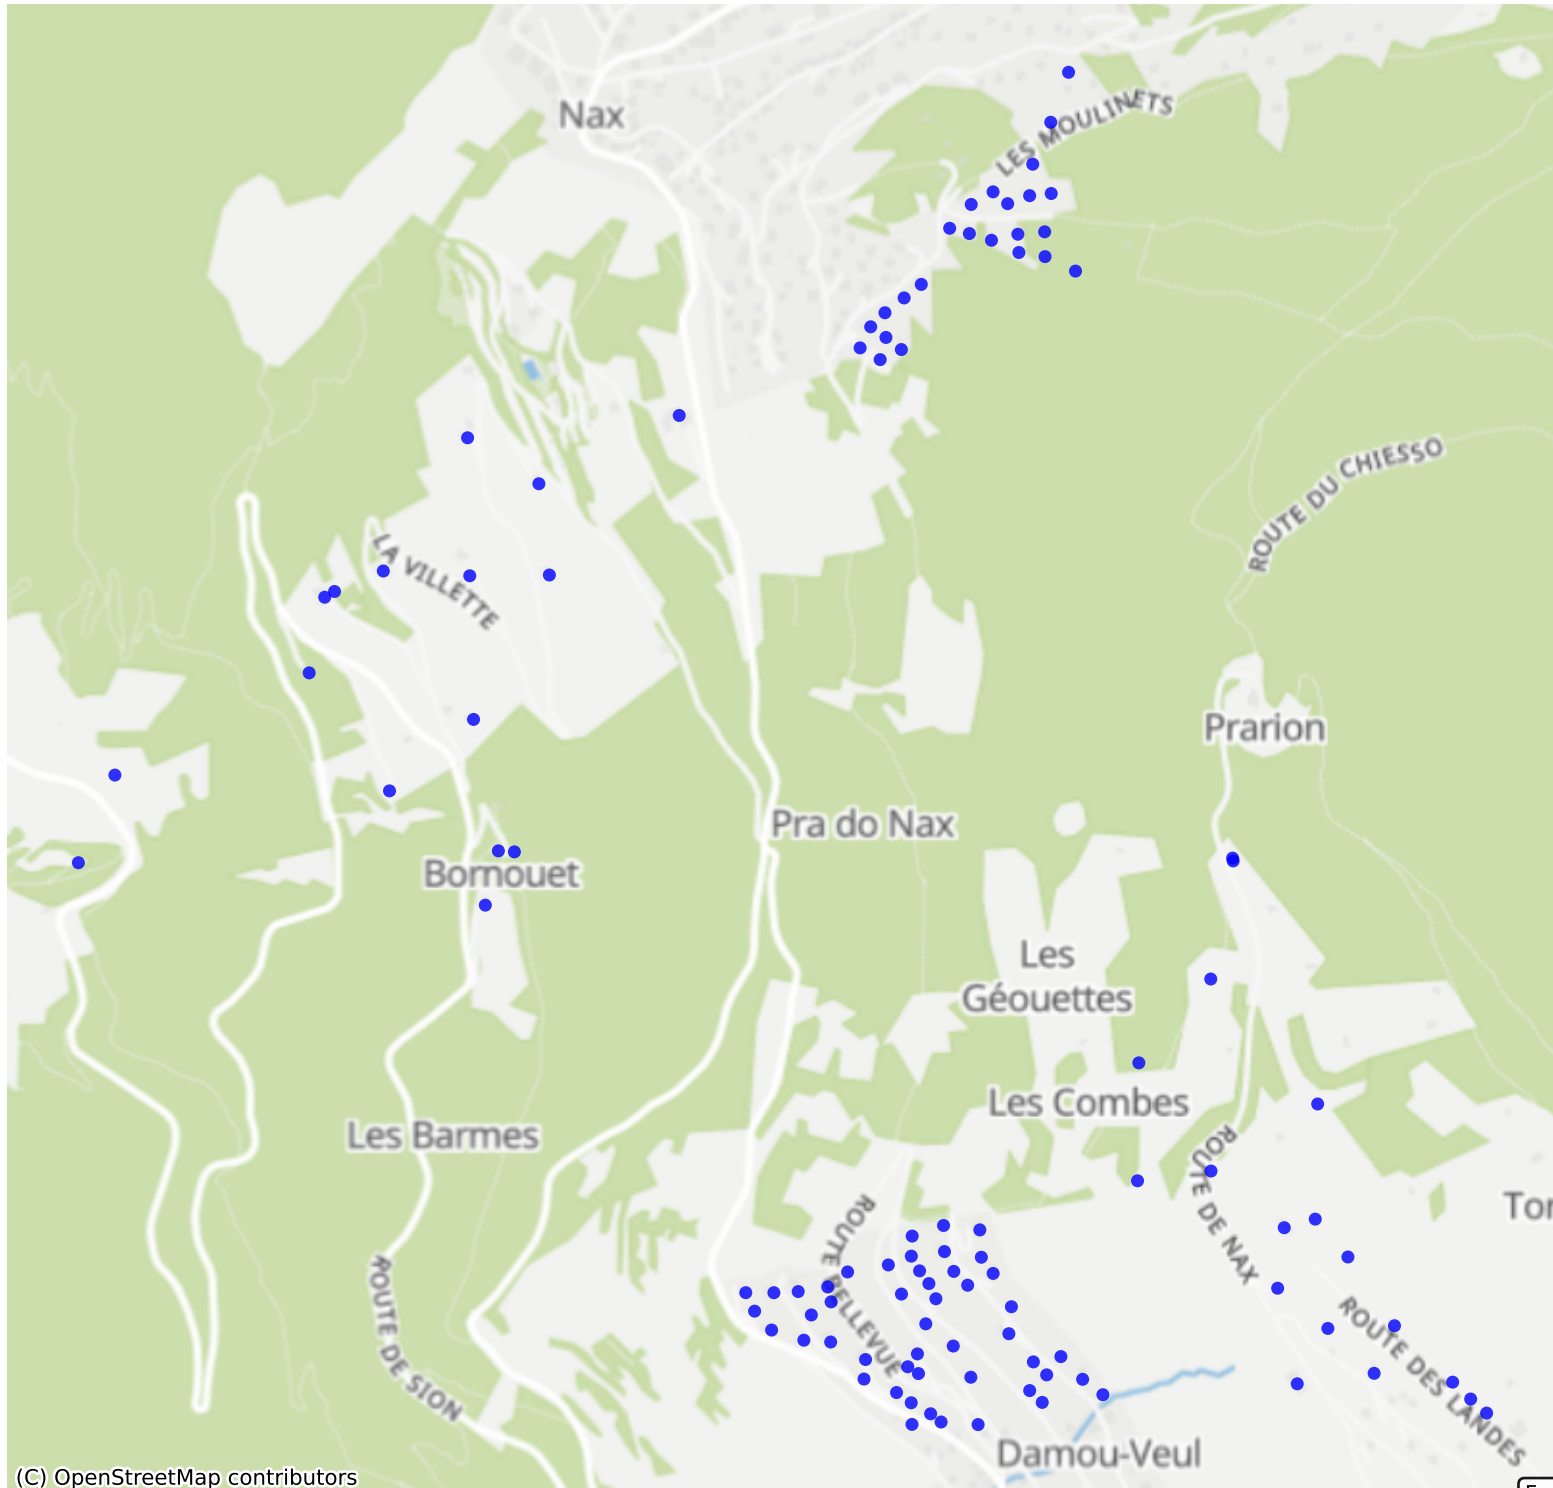 Nax
LES MOULINETS
ROUTE DU CHIESSO
LA VILLETTE
Prarion
Pra do Nax
Bornouet
Les
Géouettes
Les Combes
Les Barmes
ROUTE DE NAX
Tor
ROUTE BELLEVUE
ROUTE DE SION
ROUTE DES LANDES
Damou-Veul
(C) OpenStreetMap contributors